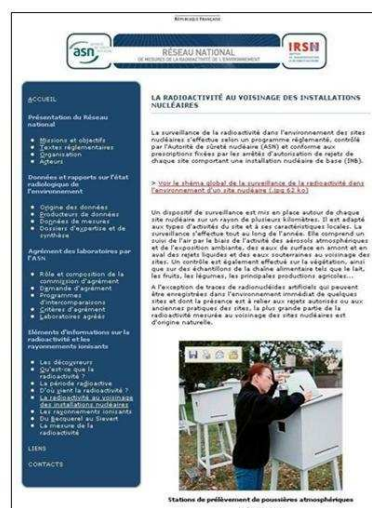 RÉPUBLIQUE FRANÇAISE
asn
RÉSEAU NATIONAL
DE MESURES DE LA RADIOACTIVITÉ DE L'ENVIRONNEMENT
IRSN
ACCUEIL
Présentation du Réseau
national
Missions et objectifs
Textes réglementaires
Organisation
Acteurs
Données et rapports sur l'état
radiologique de
l'environnement
Origine des données
Producteurs de données
Données de mesures
Dossiers d'expertise et de
synthèse
Agrément des laboratoires par
l'ASN
Rôle et composition de la
commission d'agrément
Demande d'agrément
Programmes
d'intercomparaisons
Critères d'agrément
Laboratoires agréés
Eléments d'informations sur la
radioactivité et les
rayonnements ionisants
Les découvreurs
Qu'est-ce que la
radioactivité ?
La période radioactive
D'où vient la radioactivité ?
La radioactivité au voisinage
des installations nucléaires
Les rayonnements ionisants
Du Becquerel au Sievert
La mesure de la
radioactivité
LIENS
CONTACTS
LA RADIOACTIVITÉ AU VOISINAGE DES INSTALLATIONS
NUCLÉAIRES
La surveillance de la radioactivité dans l'environnement des sites
nucléaires s'effectue selon un programme réglementé, contrôlé
par l'Autorité de sûreté nucléaire (ASN) et conforme aux
prescriptions fixées par les arrêtés d'autorisation de rejets de
chaque site comportant une installation nucléaire de base (INB).
> Voir le shéma global de la surveillance de la radioactivité dans
l'environnement d'un site nucléaire (.jpg 62 ko)
Un dispositif de surveillance est mis en place autour de chaque
site nucléaire sur un rayon de plusieurs kilomètres. Il est adapté
aux types d'activités du site et à ses caractéristiques locales. La
surveillance s'effectue tout au long de l'année. Elle comprend un
suivi de l'air par le biais de l'activité des aérosols atmosphériques
et de l'exposition ambiante, des eaux de surface en amont et en
aval des rejets liquides et des eaux souterraines au voisinage des
sites. Un contrôle est également effectué sur la végétation, ainsi
que sur des échantillons de la chaîne alimentaire tels que le lait,
les fruits, les légumes, les principales productions agricoles...
A l'exception de traces de radionucléides artificiels qui peuvent
être enregistrées dans l'environnement immédiat de quelques
sites et dont la présence est à relier aux rejets autorisés ou aux
anciennes pratiques des sites, la plus grande partie de la
radioactivité mesurée au voisinage des sites nucléaires est
d'origine naturelle.
Stations de prélèvement de poussières atmosphériques